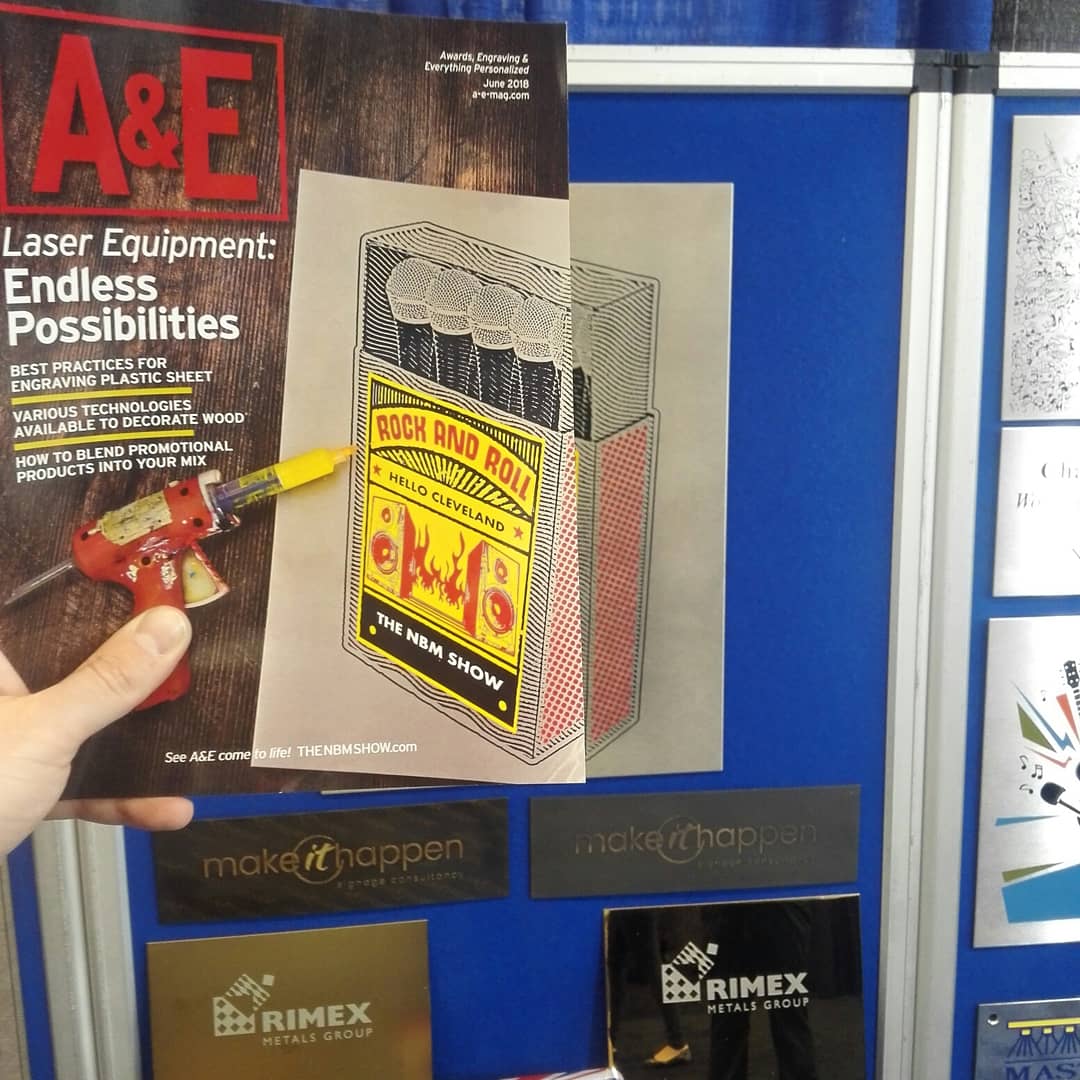 A&E
Awards, Engraving &
Everything Personalized
June 2018
a-e-mag.com
Laser Equipment:
Endless
Possibilities
BEST PRACTICES FOR
ENGRAVING PLASTIC SHEET
VARIOUS TECHNOLOGIES
AVAILABLE TO DECORATE WOOD
HOW TO BLEND PROMOTIONAL
PRODUCTS INTO YOUR MIX
ROCK AND ROLL
HELLO CLEVELAND
THE NBM SHOW
See A&E come to life! THENBMSHOW.com
make it happen
signage consultancy
make it happen
signage consultancy
RIMEX
METALS GROUP
RIMEX
METALS GROUP